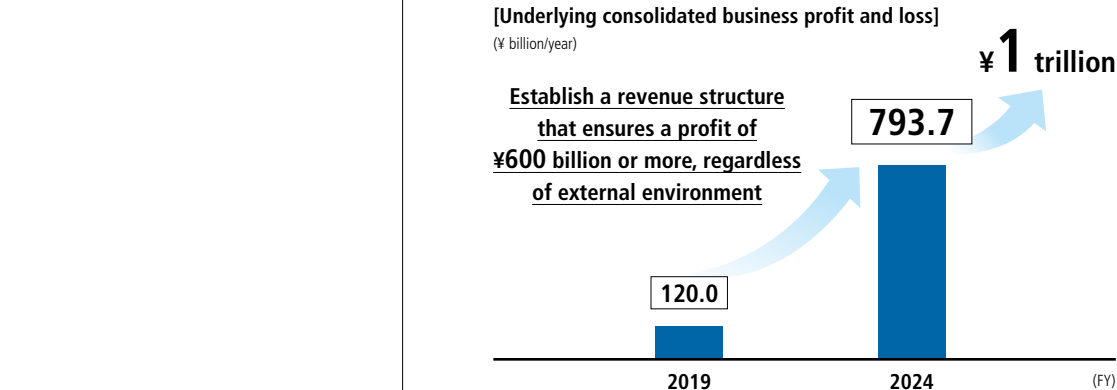 [Underlying consolidated business profit and loss]
(¥ billion/year)
¥1 trillion
Establish a revenue structure
that ensures a profit of
¥600 billion or more, regardless
of external environment
793.7
120.0
2019
2024
(FY)